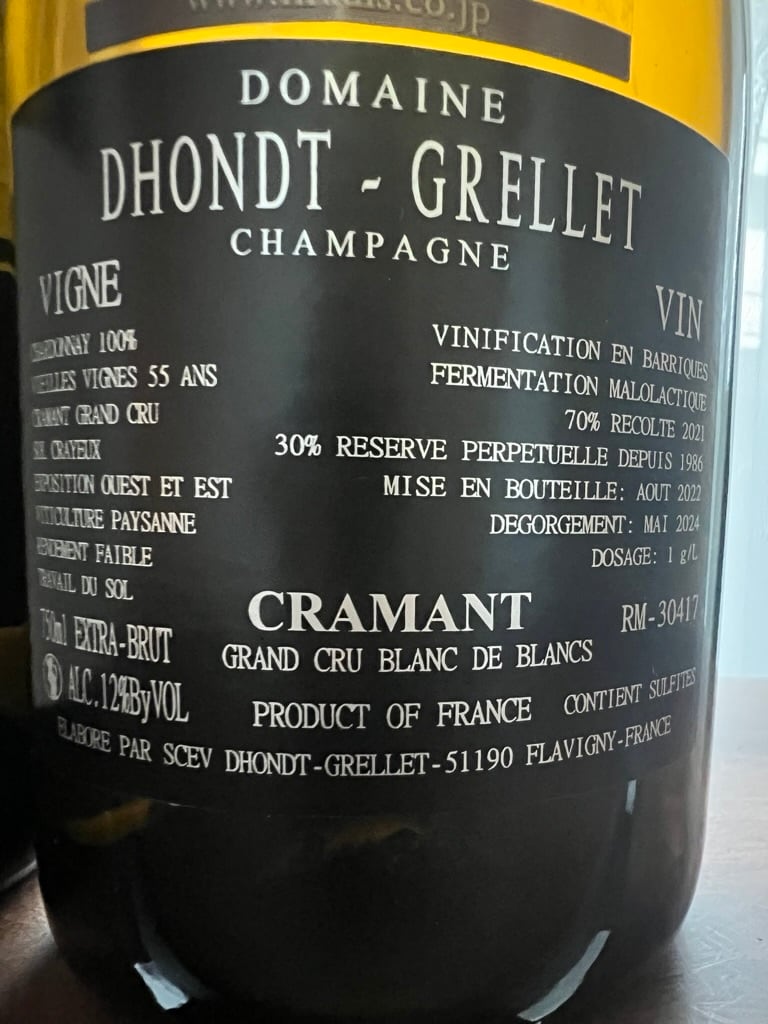 DOMAINE
DHONDT - GRELLET
CHAMPAGNE
VIGNE
CHARDONNAY 100%
VIEILLES VIGNES 55 ANS
CRAMANT GRAND CRU
SOL CRAYEUX
EXPOSITION OUEST ET EST
VITICULTURE PAYSANNE
RENDEMENT FAIBLE
TRAVAIL DU SOL
VIN
VINIFICATION EN BARRIQUES
FERMENTATION MALOLACTIQUE
70% RECOLTE 2021
30% RESERVE PERPETUELLE DEPUIS 1986
MISE EN BOUTEILLE: AOUT 2022
DEGORGEMENT: MAI 2024
DOSAGE: 1 g/L
750ml EXTRA-BRUT
ALC.12%ByVOL
CRAMANT
GRAND CRU BLANC DE BLANCS
RM-30417
PRODUCT OF FRANCE
CONTIENT SULFITES
ELABORE PAR SCEV DHONDT-GRELLET-51190 FLAVIGNY-FRANCE